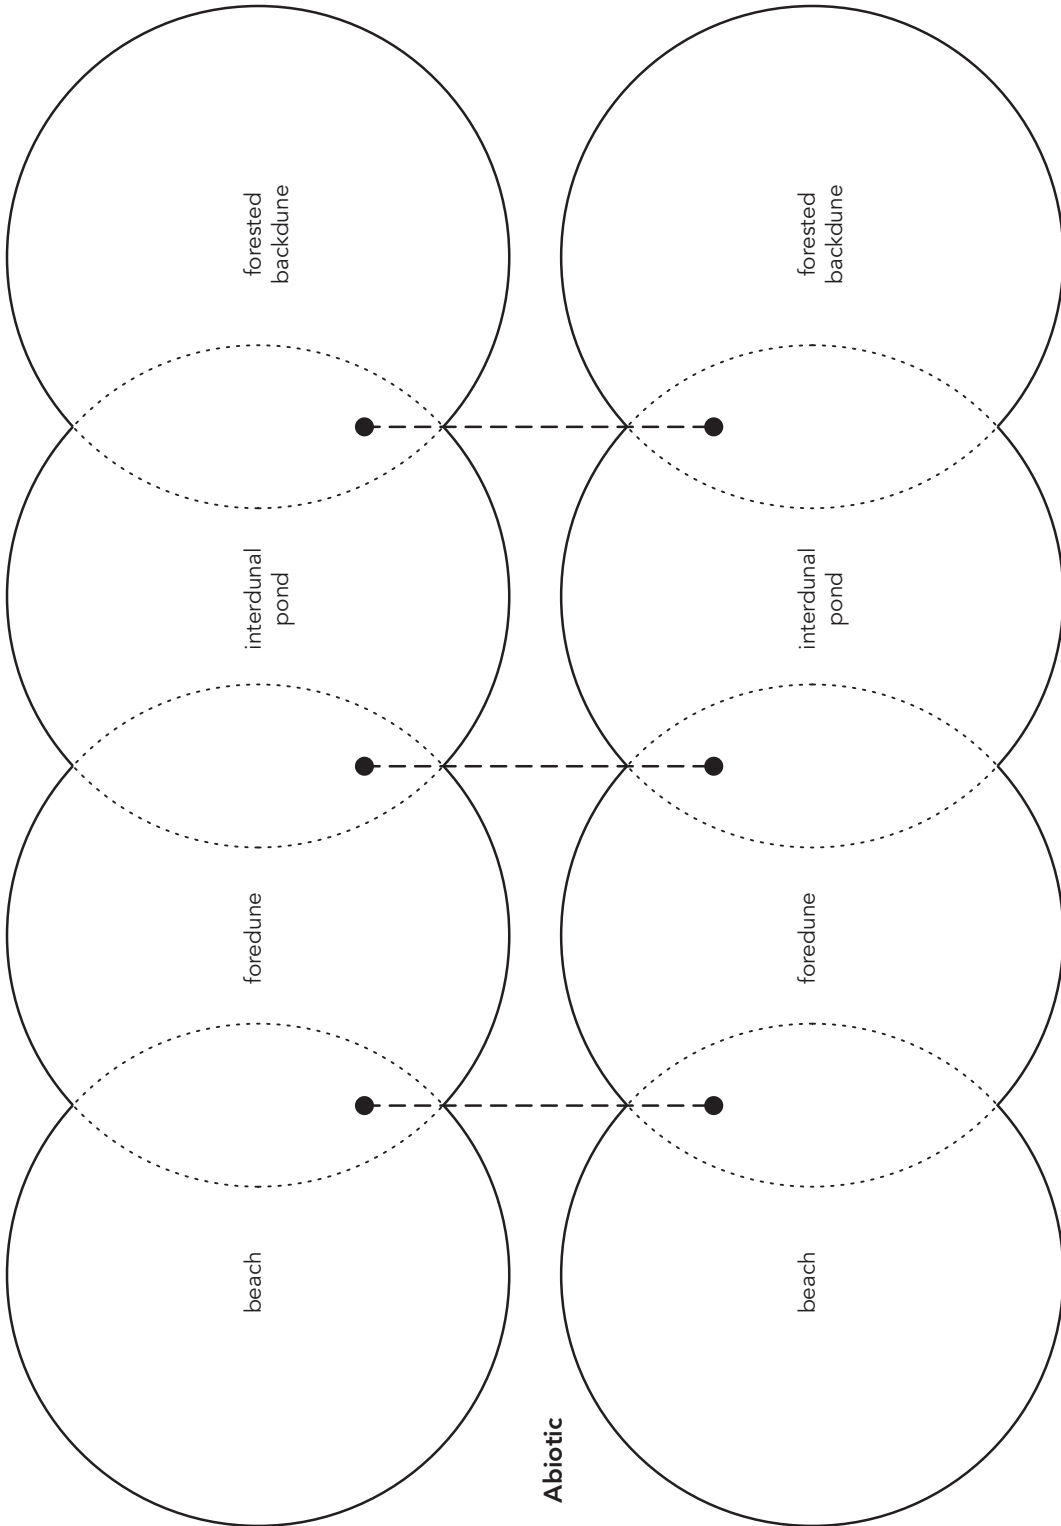 beach
foredune
interdunal
pond
forested
backdune
Abiotic
beach
foredune
interdunal
pond
forested
backdune